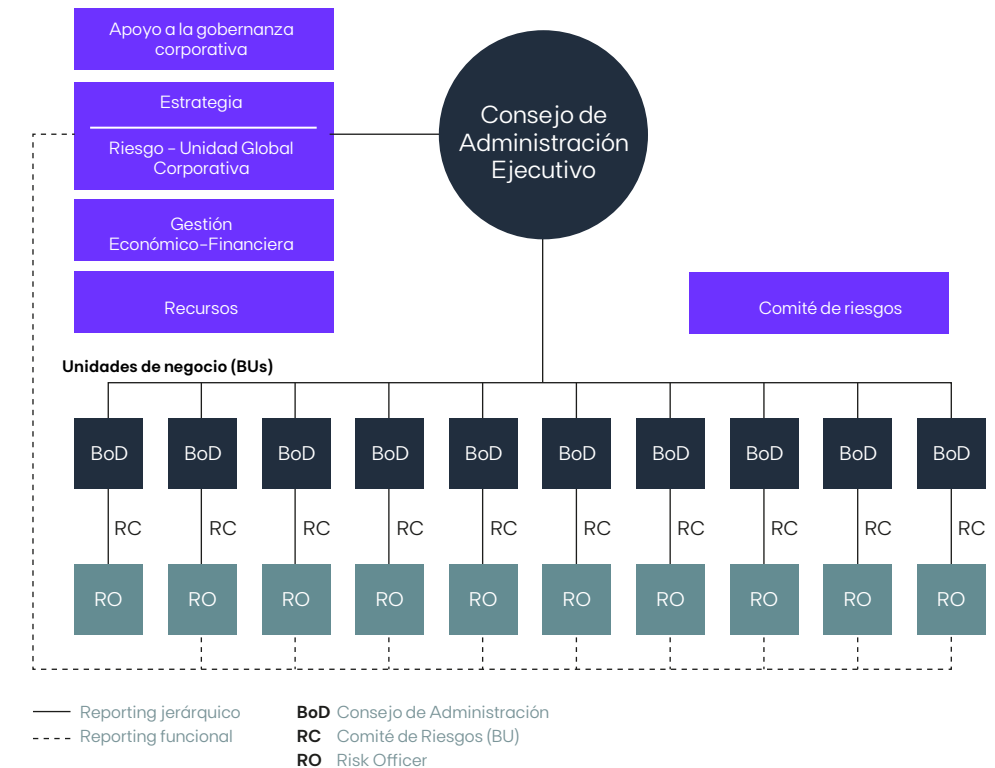 Apoyo a la gobernanza
corporativa
Estrategia
Riesgo - Unidad Global
Corporativa
Gestión
Económico-Financiera
Recursos
Consejo de
Administración
Ejecutivo
Comité de riesgos
Unidades de negocio (BUs)
BoD BoD BoD BoD BoD BoD BoD BoD BoD BoD
RC RC RC RC RC RC RC RC RC RC
RO RO RO RO RO RO RO RO RO RO
Reporting jerárquico
Reporting funcional
BoD Consejo de Administración
RC Comité de Riesgos (BU)
RO Risk Officer